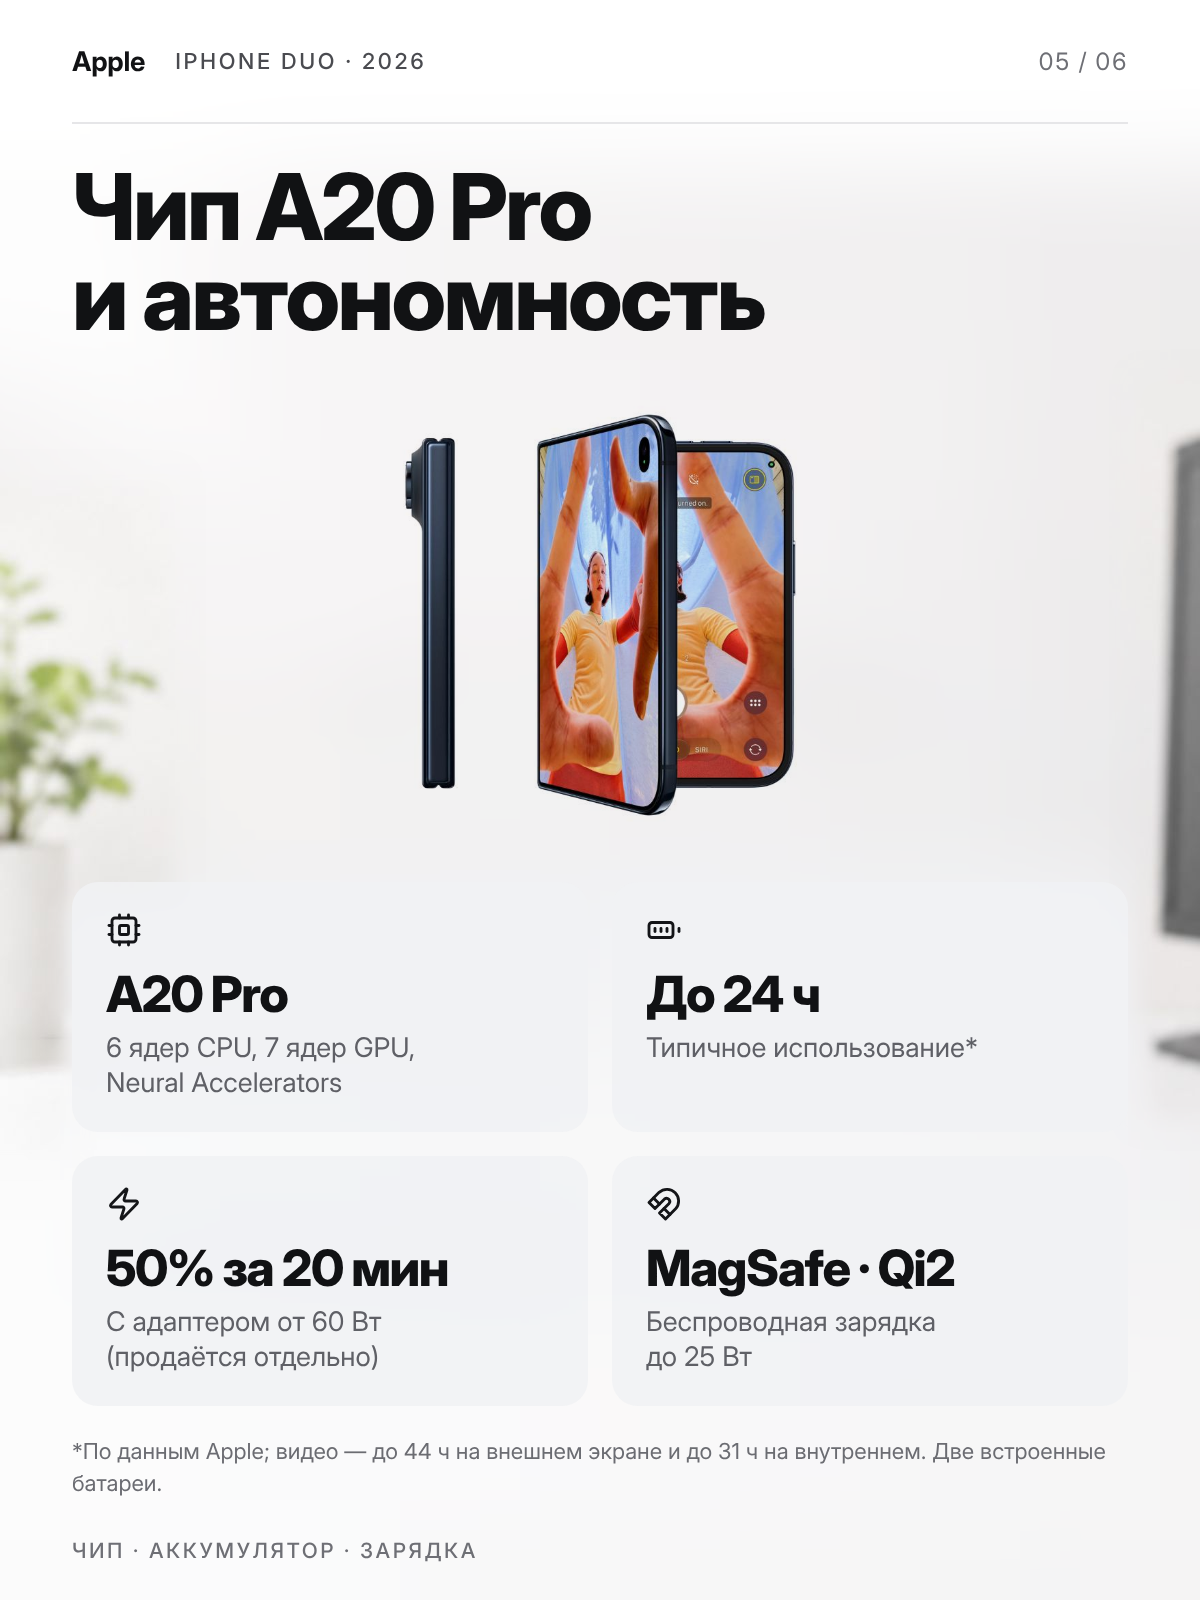 Apple IPHONE DUO · 2026 05 / 06
Чип A20 Pro
и автономность
urned on.
SIRI
A20 Pro
6 ядер CPU, 7 ядер GPU,
Neural Accelerators
До 24 ч
Типичное использование*
50% за 20 мин
С адаптером от 60 Вт
(продаётся отдельно)
MagSafe · Qi2
Беспроводная зарядка
до 25 Вт
*По данным Apple; видео — до 44 ч на внешнем экране и до 31 ч на внутреннем. Две встроенные
батареи.
ЧИП · АККУМУЛЯТОР · ЗАРЯДКА